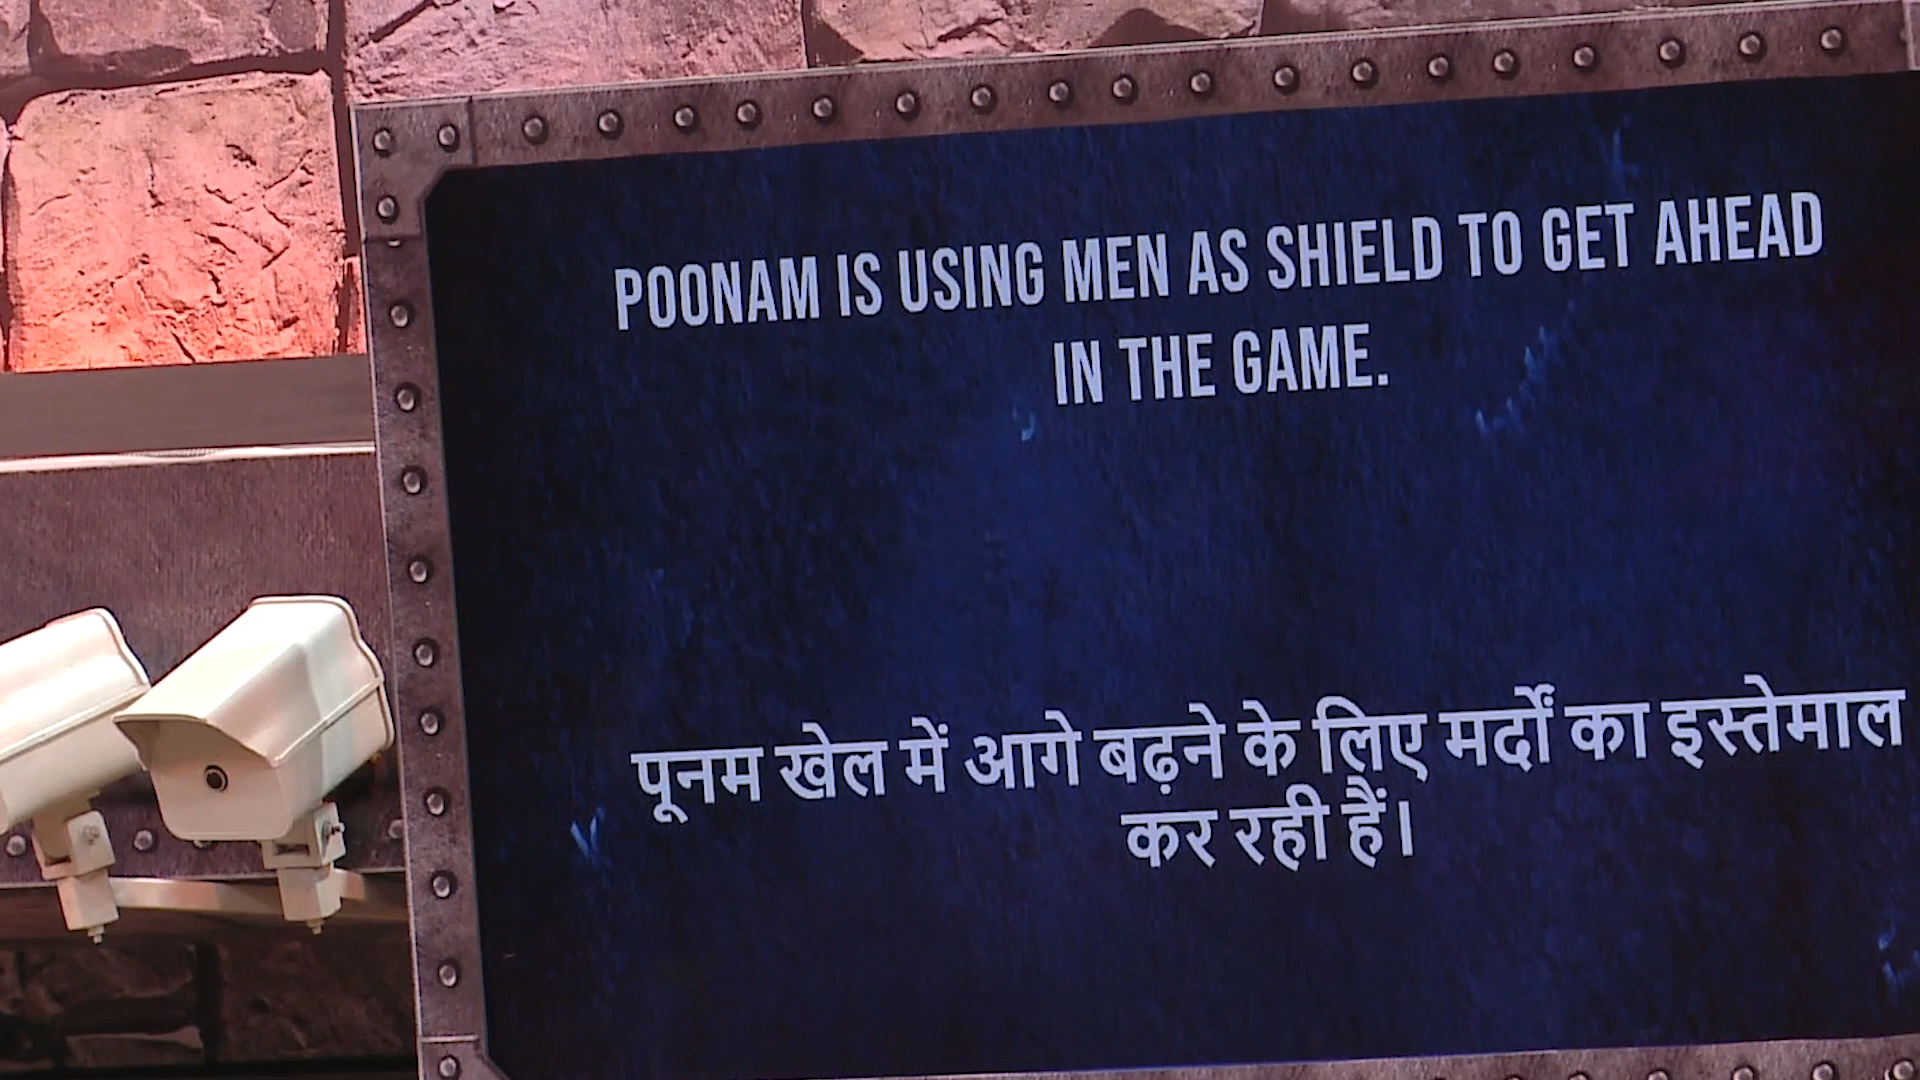 POONAM IS USING MEN AS SHIELD TO GET AHEAD
IN THE GAME.
पूनम खेल में आगे बढ़ने के लिए मर्दों का इस्तेमाल
कर रही हैं।